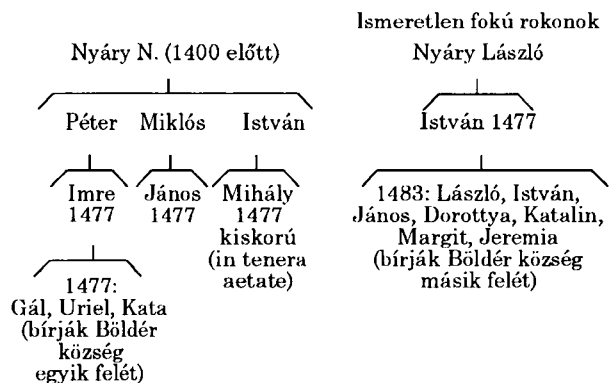 Ismeretlen fokú rokonok
Nyáry N. (1400 előtt)
Nyáry László
Péter Miklós István
István 1477
Imre
1477
János
1477
Mihály
1477
kiskorú
(in tenera
aetate)
1483: László, István,
János, Dorottya, Katalin,
Margit, Jeremia
(bírják Böldér község
másik felét)
1477:
Gál, Uriel, Kata
(bírják Böldér
község
egyik felét)